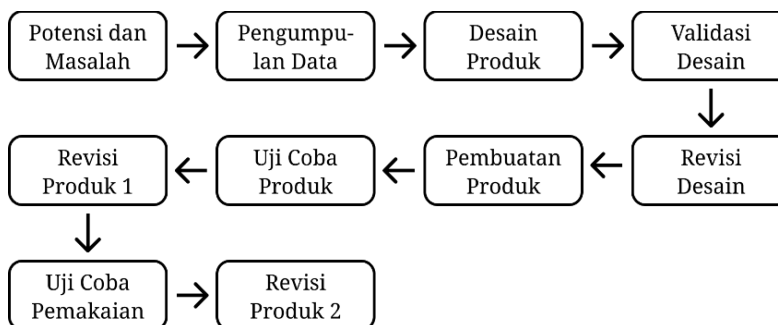 Potensi dan
Masalah
Pengumpu-
lan Data
Desain
Produk
Validasi
Desain
Revisi
Desain
Pembuatan
Produk
Uji Coba
Produk
Revisi
Produk 1
Uji Coba
Pemakaian
Revisi
Produk 2